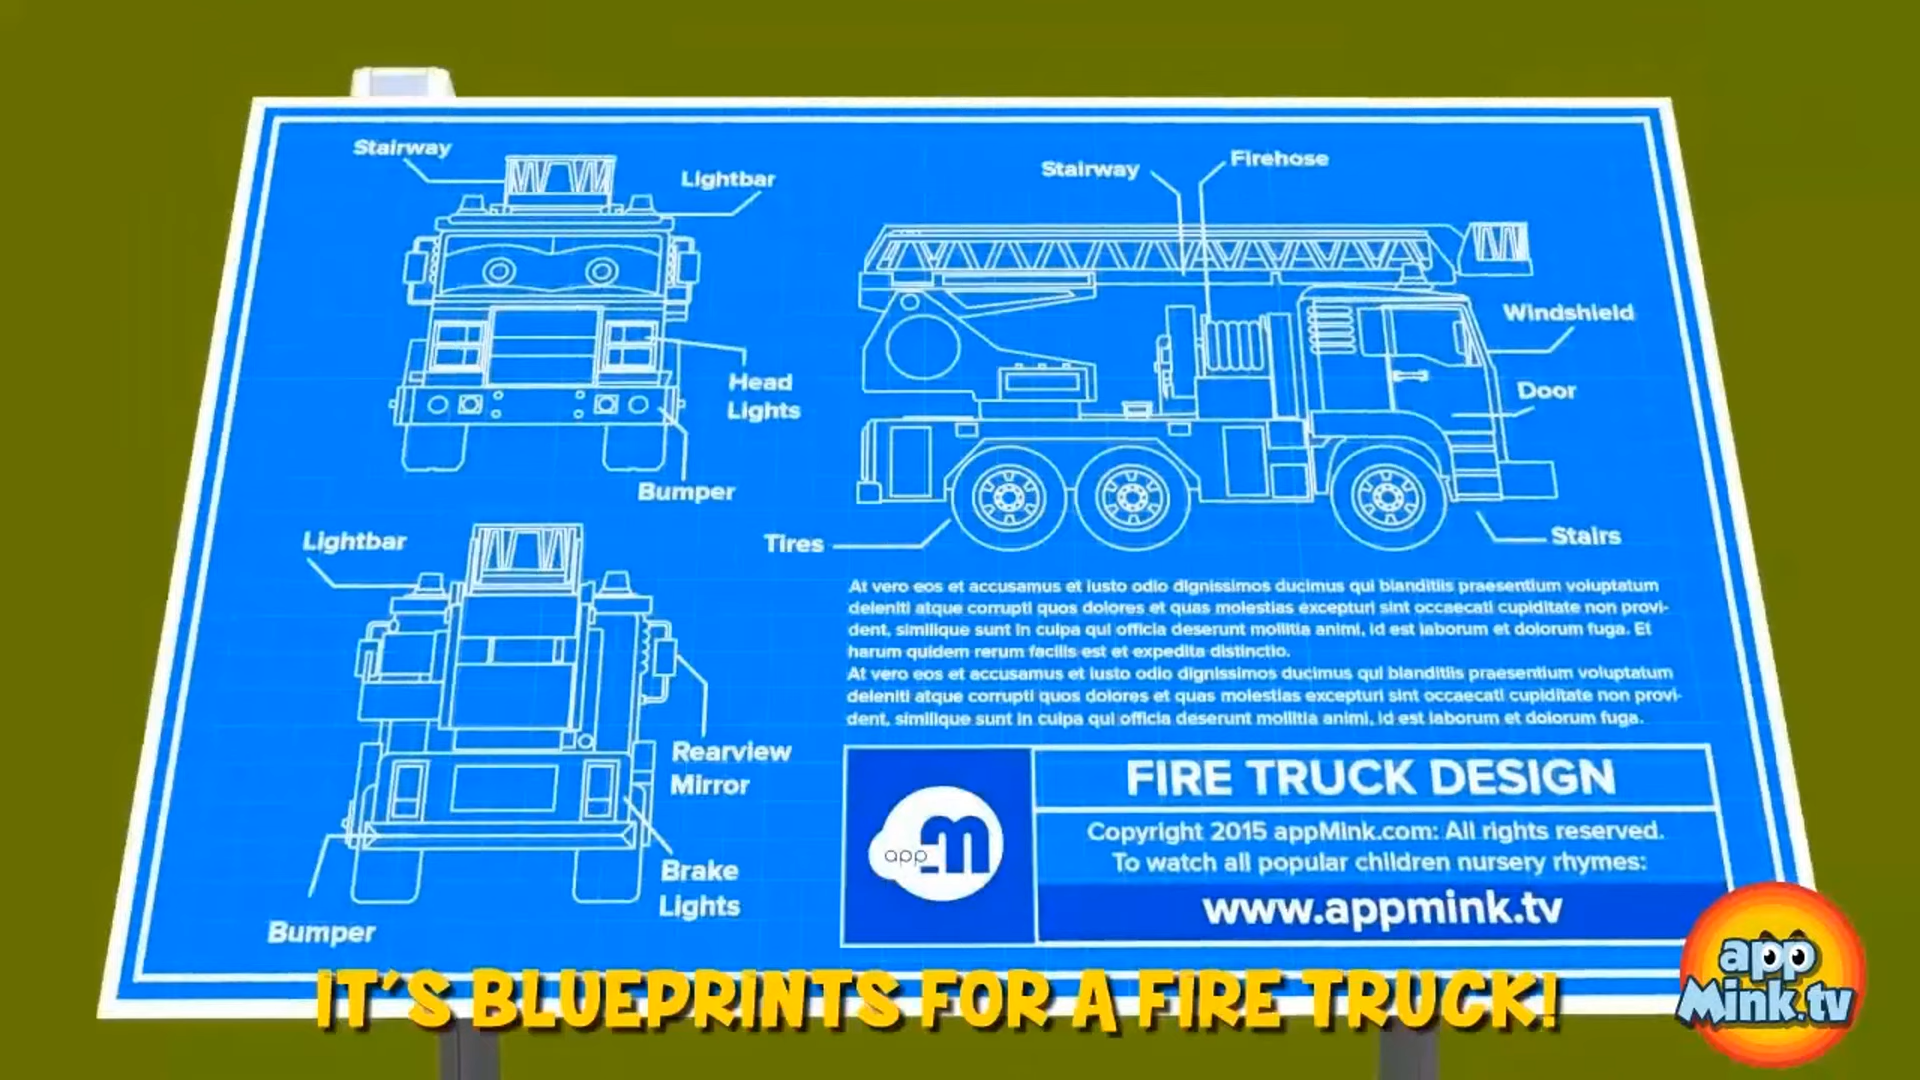 Stairway
Lightbar
Head
Lights
Bumper
Stairway
Firehose
Windshield
Door
Tires
Stairs
Lightbar
Rearview
Mirror
Brake
Lights
Bumper
At vero eos et accusamus et iusto odio dignissimos ducimus qui blanditiis praesentium voluptatum
deleniti atque corrupti quos dolores et quas molestias excepturi sint occaecati cupiditate non provi-
dent, similique sunt in culpa qui officia deserunt mollitia animi, id est laborum et dolorum fuga. Et
harum quidem rerum facilis est et expedita distinctio.
At vero eos et accusamus et iusto odio dignissimos ducimus qui blanditiis praesentium voluptatum
deleniti atque corrupti quos dolores et quas molestias excepturi sint occaecati cupiditate non provi-
dent, similique sunt in culpa qui officia deserunt mollitia animi, id est laborum et dolorum fuga.
app m
FIRE TRUCK DESIGN
Copyright 2015 appMink.com: All rights reserved.
To watch all popular children nursery rhymes:
www.appmink.tv
IT'S BLUEPRINTS FOR A FIRE TRUCK!
app
Mink.tv